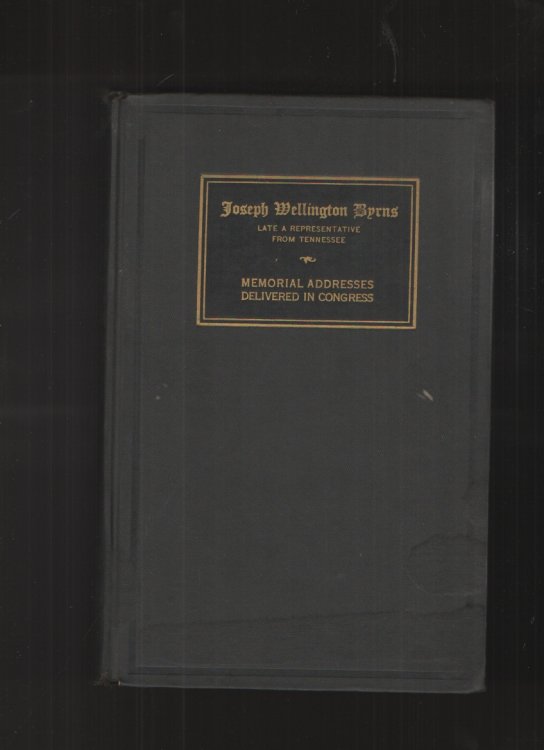 Joseph Wellington Byrns
LATE A REPRESENTATIVE
FROM TENNESSEE
MEMORIAL ADDRESSES
DELIVERED IN CONGRESS